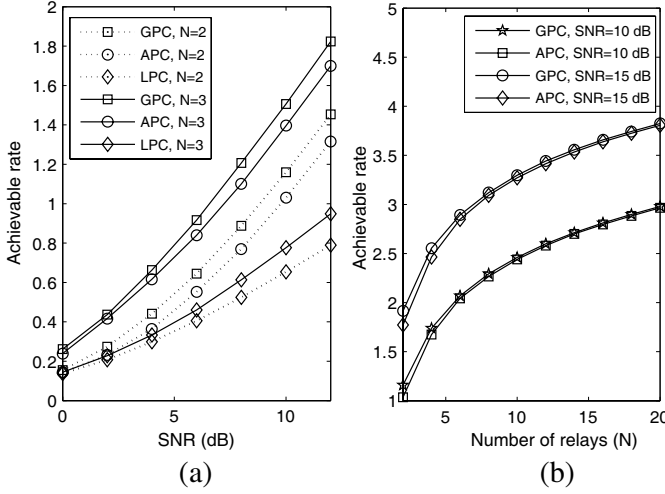 2
1.8
1.6
1.4
1.2
1
0.8
0.6
0.4
0.2
0
0
5
10
Achievable rate
SNR (dB)
GPC, N=2
APC, N=2
LPC, N=2
GPC, N=3
APC, N=3
LPC, N=3
(a)
5
4.5
4
3.5
3
2.5
2
1.5
1
5
10
15
20
Achievable rate
Number of relays (N)
GPC, SNR=10 dB
APC, SNR=10 dB
GPC, SNR=15 dB
APC, SNR=15 dB
(b)